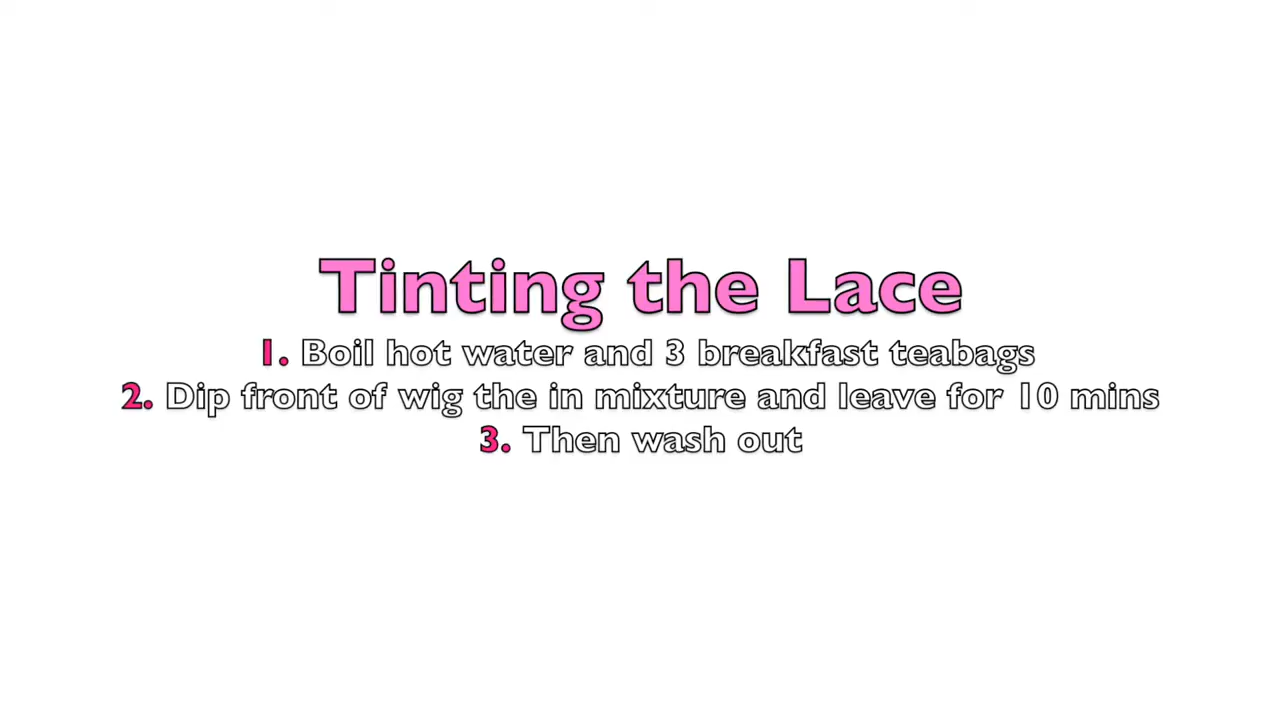 Tinting the Lace
1. Boil hot water and 3 breakfast teabags
2. Dip front of wig the in mixture and leave for 10 mins
3. Then wash out